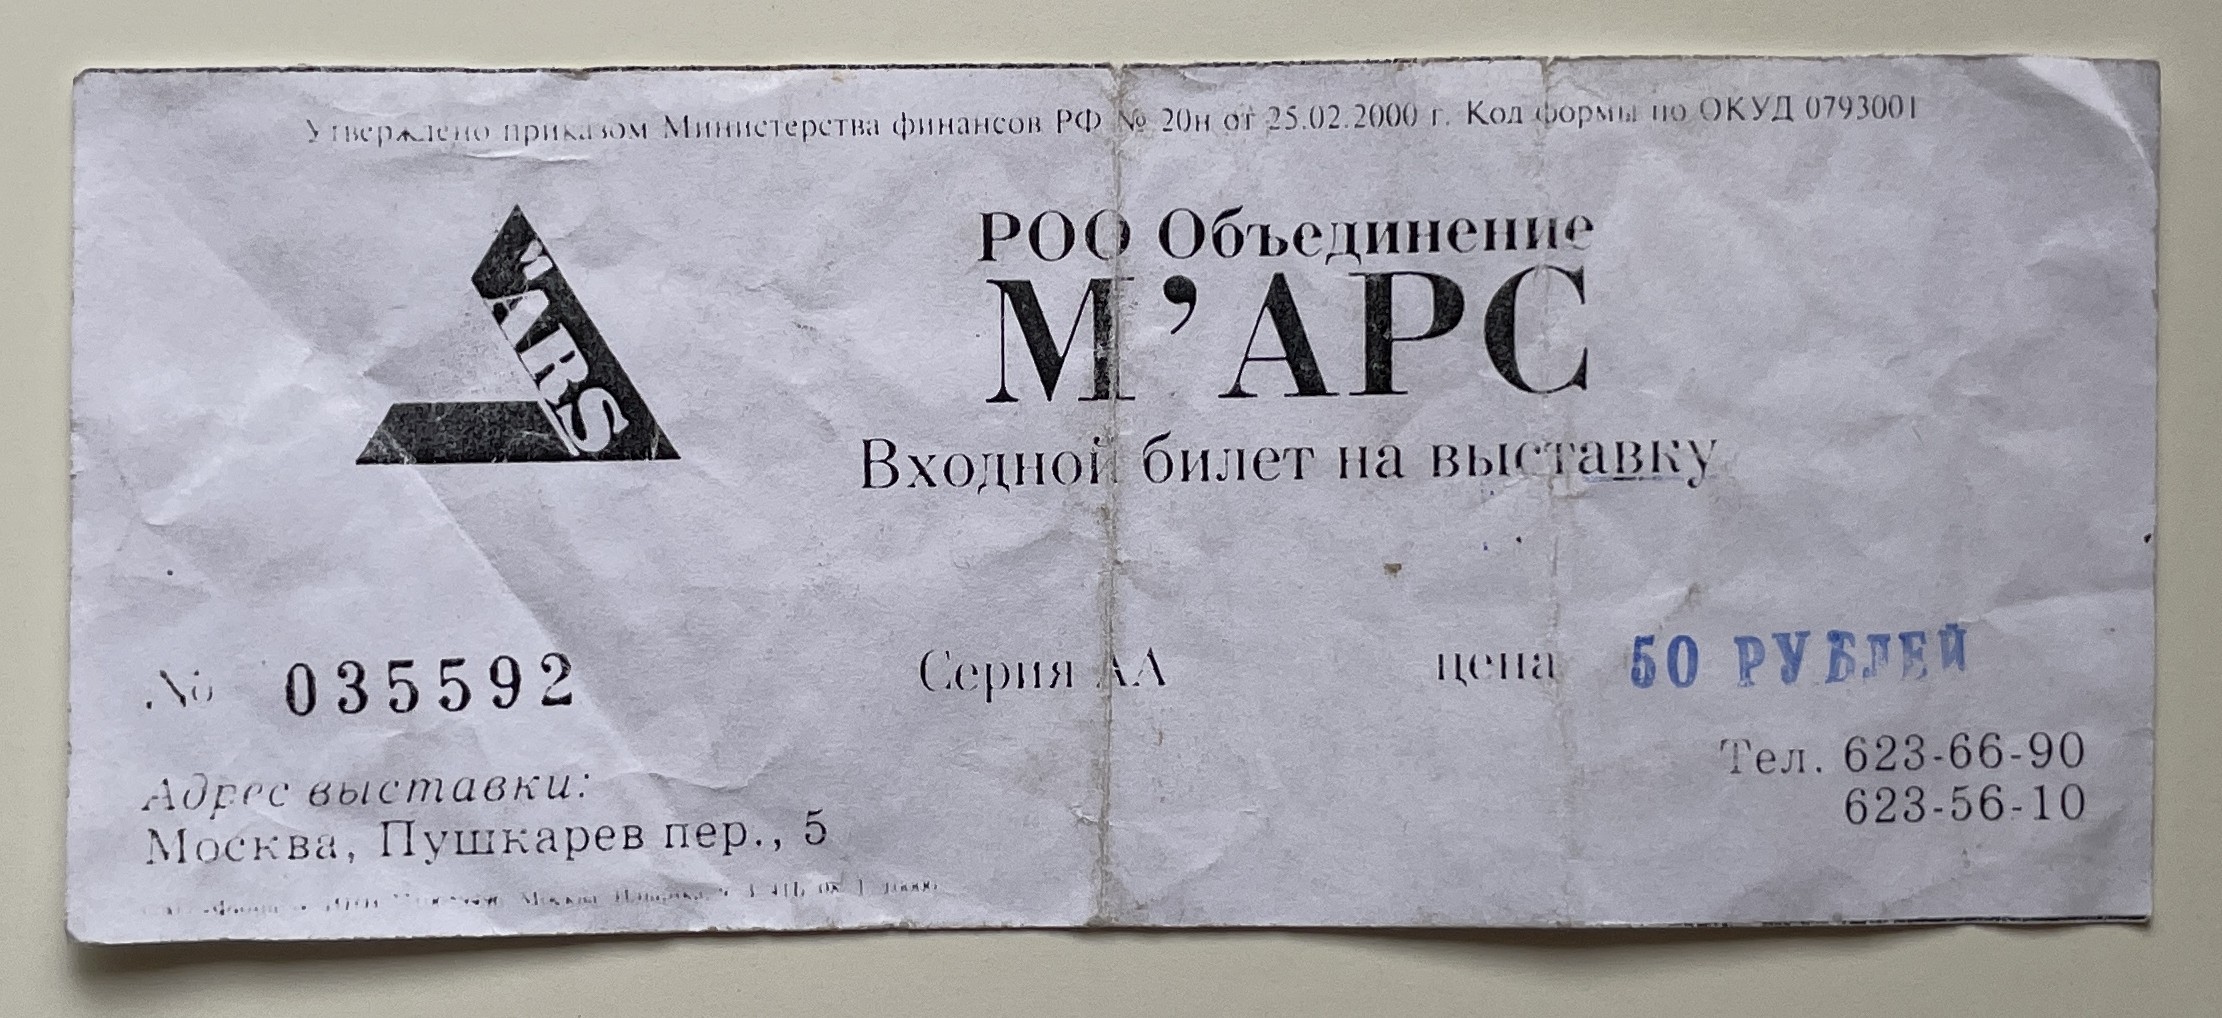 Утверждено приказом Министерства финансов РФ № 20н от 25.02.2000 г. Код формы по ОКУД 0793001
M'ARS
РОО Объединение
М’АРС
Входной билет на выставку
№ 035592 Серия АА цена 50 РУБЛЕЙ
Тел. 623-66-90
623-56-10
Адрес выставки:
Москва, Пушкарев пер., 5
Москва